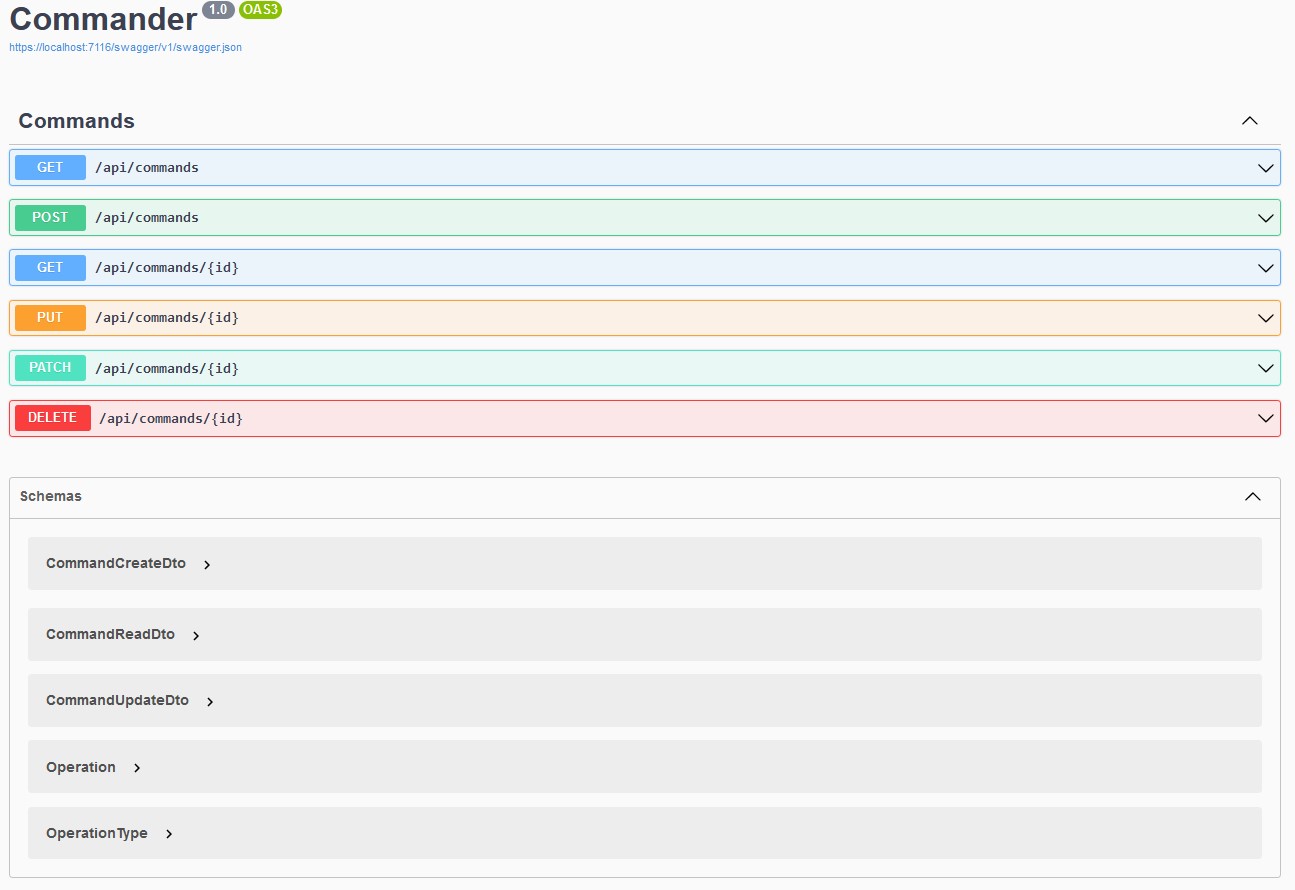 Commander 1.0 OAS3
https://localhost:7116/swagger/v1/swagger.json
Commands
GET /api/commands
POST /api/commands
GET /api/commands/{id}
PUT /api/commands/{id}
PATCH /api/commands/{id}
DELETE /api/commands/{id}
Schemas
CommandCreateDto
CommandReadDto
CommandUpdateDto
Operation
OperationType